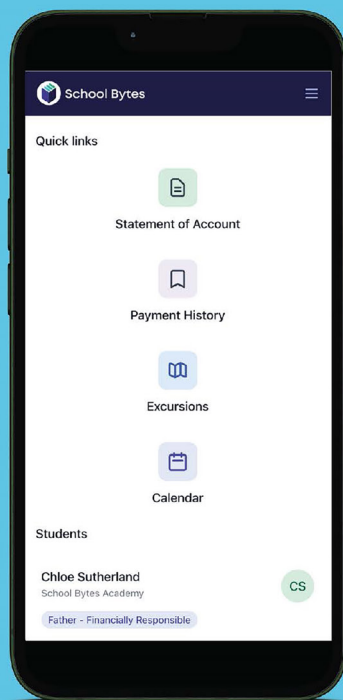 School Bytes
Quick links
Statement of Account
Payment History
Excursions
Calendar
Students
Chloe Sutherland
School Bytes Academy
CS
Father - Financially Responsible